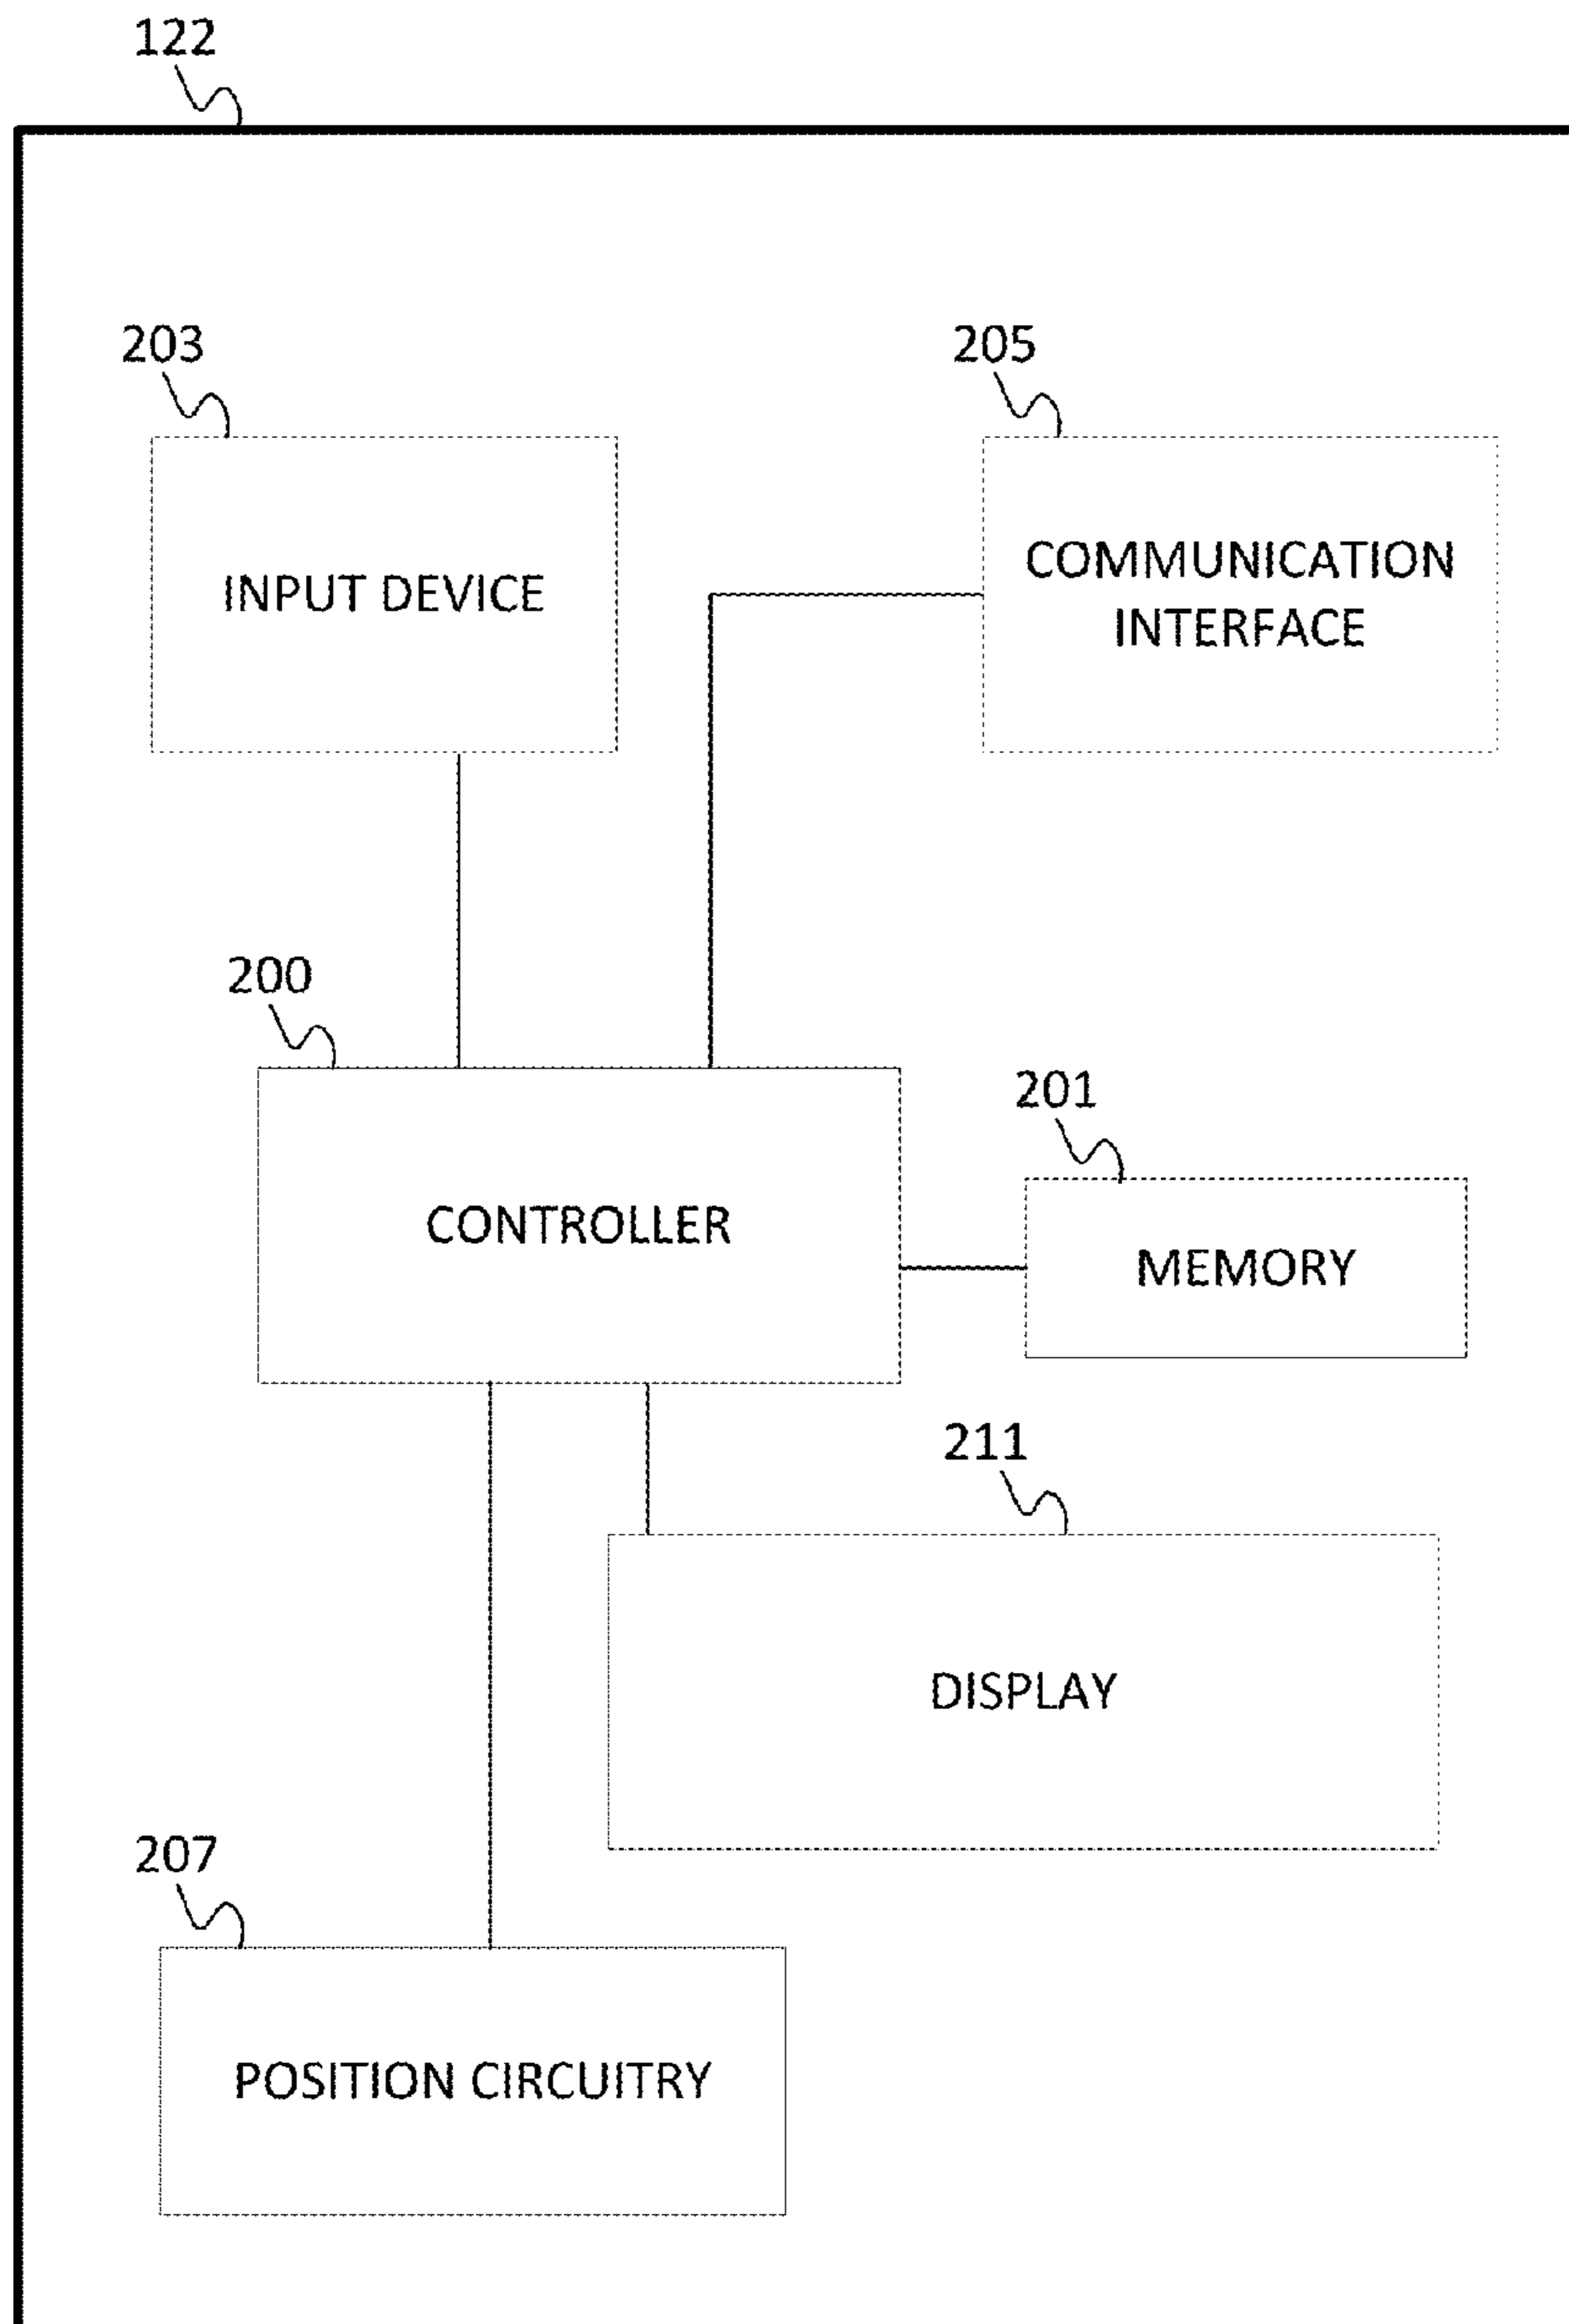 122
203
205
INPUT DEVICE
COMMUNICATION
INTERFACE
200
201
CONTROLLER
MEMORY
211
DISPLAY
207
POSITION CIRCUITRY